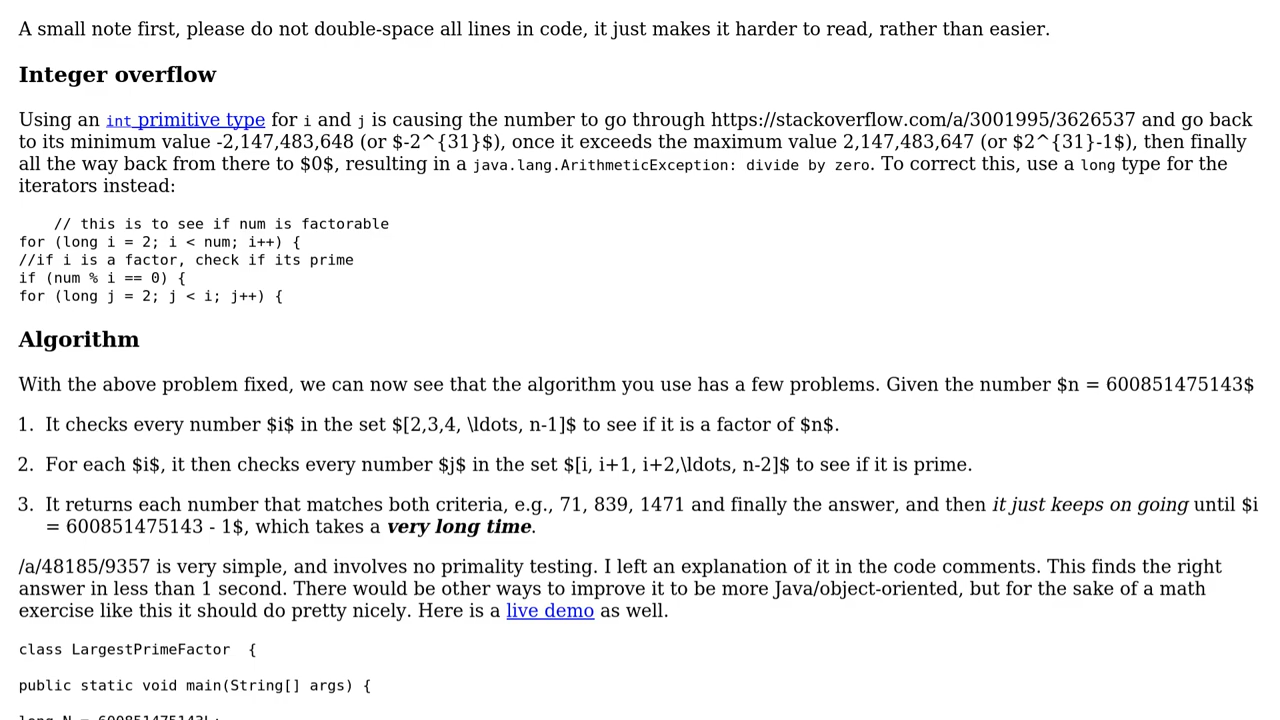 A small note first, please do not double-space all lines in code, it just makes it harder to read, rather than easier.
Integer overflow
Using an int primitive type for i and j is causing the number to go through https://stackoverflow.com/a/3001995/3626537 and go back
to its minimum value -2,147,483,648 (or $-2^{31}$), once it exceeds the maximum value 2,147,483,647 (or $2^{31}-1$), then finally
all the way back from there to $0$, resulting in a java.lang.ArithmeticException: divide by zero. To correct this, use a long type for the
iterators instead:
// this is to see if num is factorable
for (long i = 2; i < num; i++) {
//if i is a factor, check if its prime
if (num % i == 0) {
for (long j = 2; j < i; j++) {
Algorithm
With the above problem fixed, we can now see that the algorithm you use has a few problems. Given the number $n = 600851475143$
1. It checks every number $i$ in the set $[2,3,4, \ldots, n-1]$ to see if it is a factor of $n$.
2. For each $i$, it then checks every number $j$ in the set $[i, i+1, i+2,\ldots, n-2]$ to see if it is prime.
3. It returns each number that matches both criteria, e.g., 71, 839, 1471 and finally the answer, and then it just keeps on going until $i
= 600851475143 - 1$, which takes a very long time.
/a/48185/9357 is very simple, and involves no primality testing. I left an explanation of it in the code comments. This finds the right
answer in less than 1 second. There would be other ways to improve it to be more Java/object-oriented, but for the sake of a math
exercise like this it should do pretty nicely. Here is a live demo as well.
class LargestPrimeFactor  {
public static void main(String[] args) {
long N = 600851475143L;